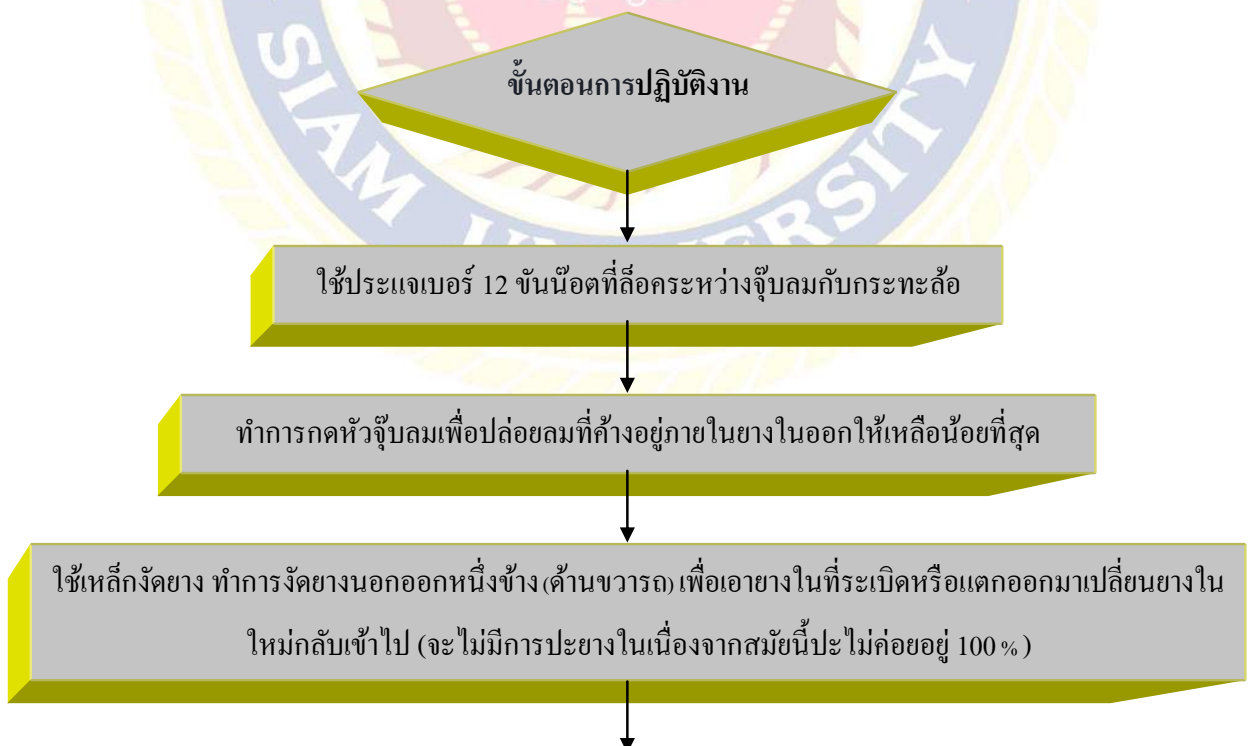 SIAM UNIVERSITY
ขั้นตอนการปฏิบัติงาน
ใช้ประแจเบอร์ 12 ขันน๊อตที่ล็อคระหว่างจุ๊บลมกับกระทะล้อ
ทำการกดหัวจุ๊บลมเพื่อปล่อยลมที่ค้างอยู่ภายในยางในออกให้เหลือน้อยที่สุด
ใช้เหล็กงัดยาง ทำการงัดยางนอกออกหนึ่งข้าง(ด้านขวารถ) เพื่อเอายางในที่ระเบิดหรือแตกออกมาเปลี่ยนยางใน
ใหม่กลับเข้าไป (จะไม่มีการปะยางในเนื่องจากสมัยนี้ปะไม่ค่อยอยู่ 100 % )